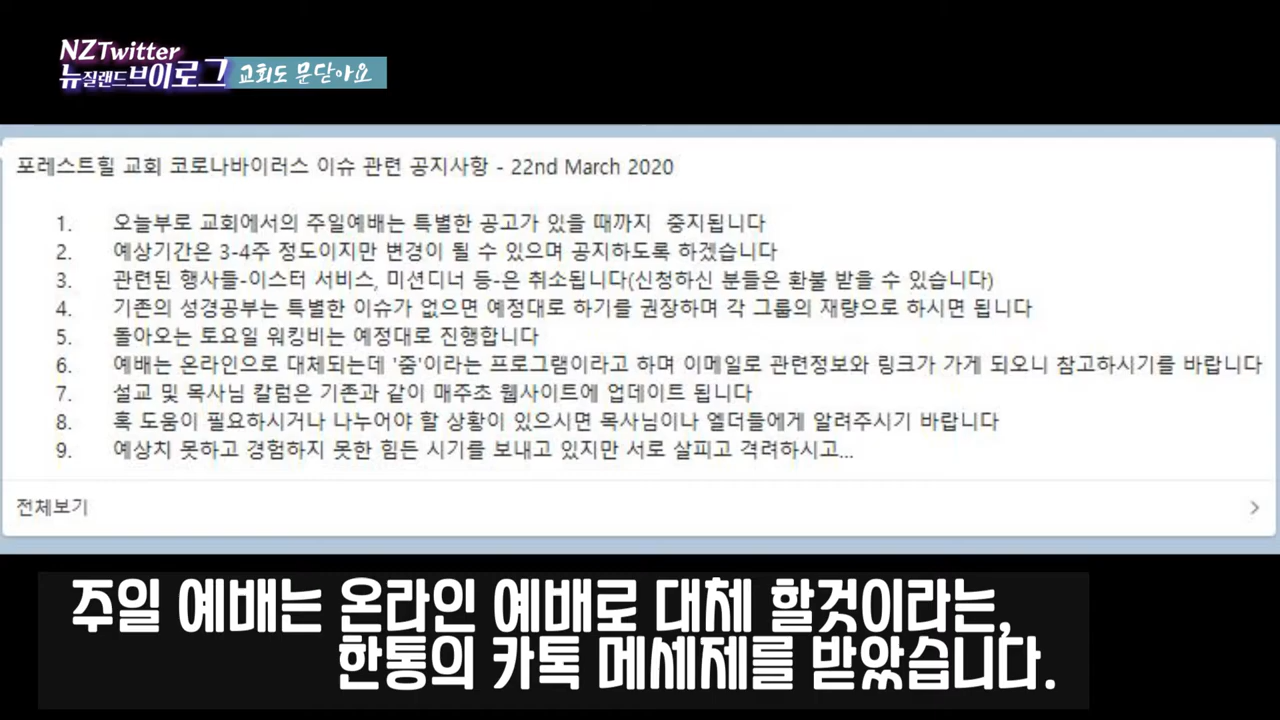 NZTwitter
뉴질랜드브이로그 교회도 문닫아요
포레스트힐 교회 코로나바이러스 이슈 관련 공지사항 - 22nd March 2020
1. 오늘부로 교회에서의 주일예배는 특별한 공고가 있을 때까지 중지됩니다
2. 예상기간은 3-4주 정도이지만 변경이 될 수 있으며 공지하도록 하겠습니다
3. 관련된 행사들-이스터 서비스, 미션디너 등-은 취소됩니다(신청하신 분들은 환불 받을 수 있습니다)
4. 기존의 성경공부는 특별한 이슈가 없으면 예정대로 하기를 권장하며 각 그룹의 재량으로 하시면 됩니다
5. 돌아오는 토요일 워킹비는 예정대로 진행합니다
6. 예배는 온라인으로 대체되는데 '줌'이라는 프로그램이라고 하며 이메일로 관련정보와 링크가 가게 되오니 참고하시기를 바랍니다
7. 설교 및 목사님 칼럼은 기존과 같이 매주초 웹사이트에 업데이트 됩니다
8. 혹 도움이 필요하시거나 나누어야 할 상황이 있으시면 목사님이나 엘더들에게 알려주시기 바랍니다
9. 예상치 못하고 경험하지 못한 힘든 시기를 보내고 있지만 서로 살피고 격려하시고...
전체보기
주일 예배는 온라인 예배로 대체 할것이라는,
한통의 카톡 메세제를 받았습니다.